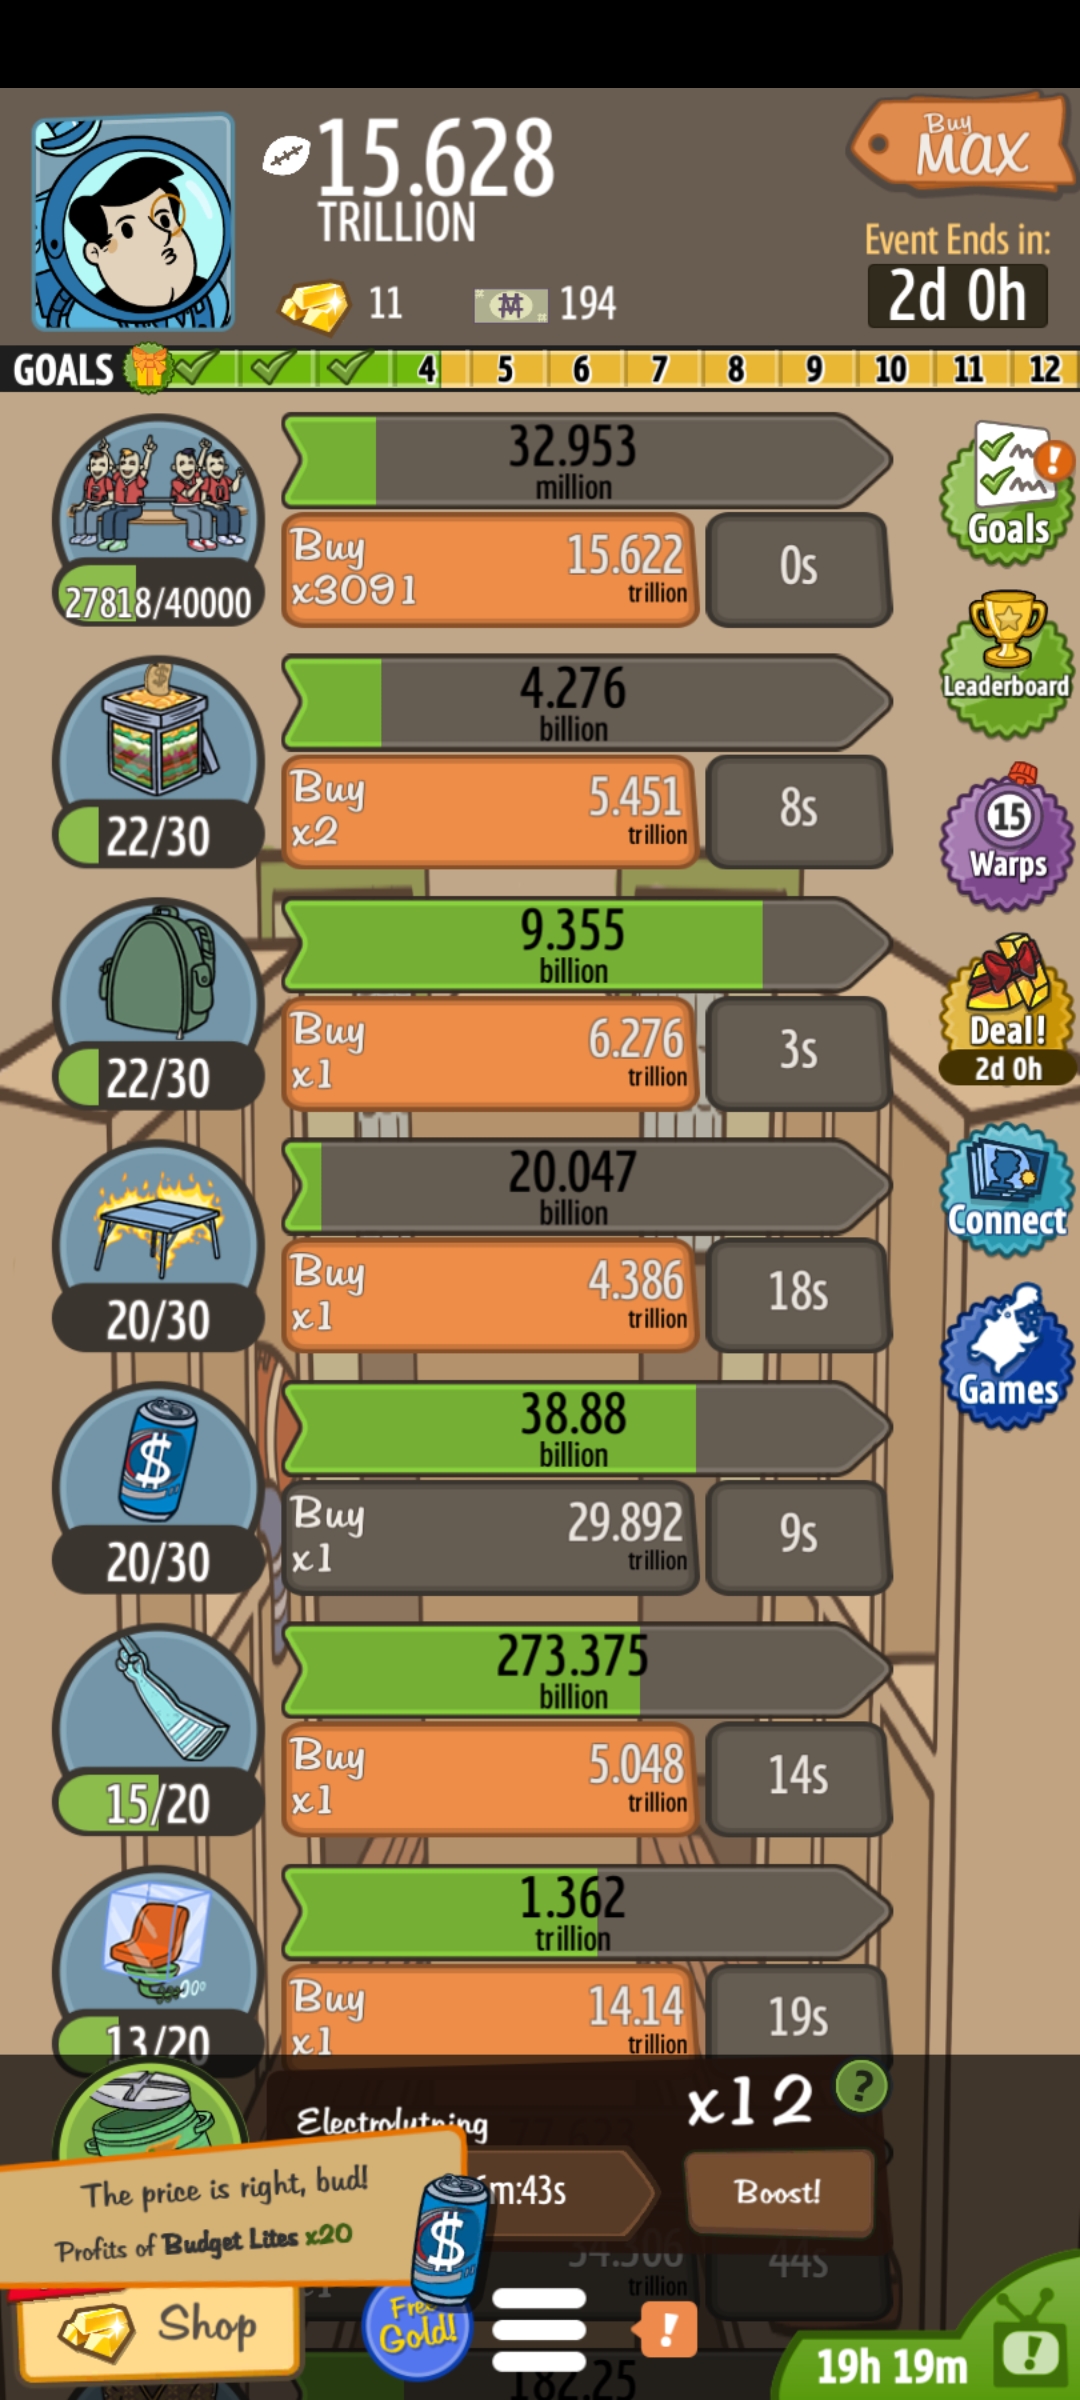 15.628
TRILLION
Buy
MAX
Event Ends in:
2d 0h
11
194
GOALS
4 5 6 7 8 9 10 11 12
32.953
million
Buy
x3091
15.622
trillion
0s
27818/40000
Goals
4.276
billion
Leaderboard
Buy
x2
5.451
trillion
8s
22/30
15
Warps
9.355
billion
Buy
x1
6.276
trillion
3s
22/30
Deal!
2d 0h
20.047
billion
Connect
Buy
x1
4.386
trillion
18s
20/30
Games
38.88
billion
Buy
x1
29.892
trillion
9s
20/30
273.375
billion
Buy
x1
5.048
trillion
14s
15/20
1.362
trillion
Buy
x1
14.14
trillion
19s
13/20
x12
?
Electrolytning
m:43s
Boost!
The price is right, bud!
Profits of Budget Lites x20
$
34.306
trillion
44s
Shop
Free
Gold!
!
19h 19m
182.25